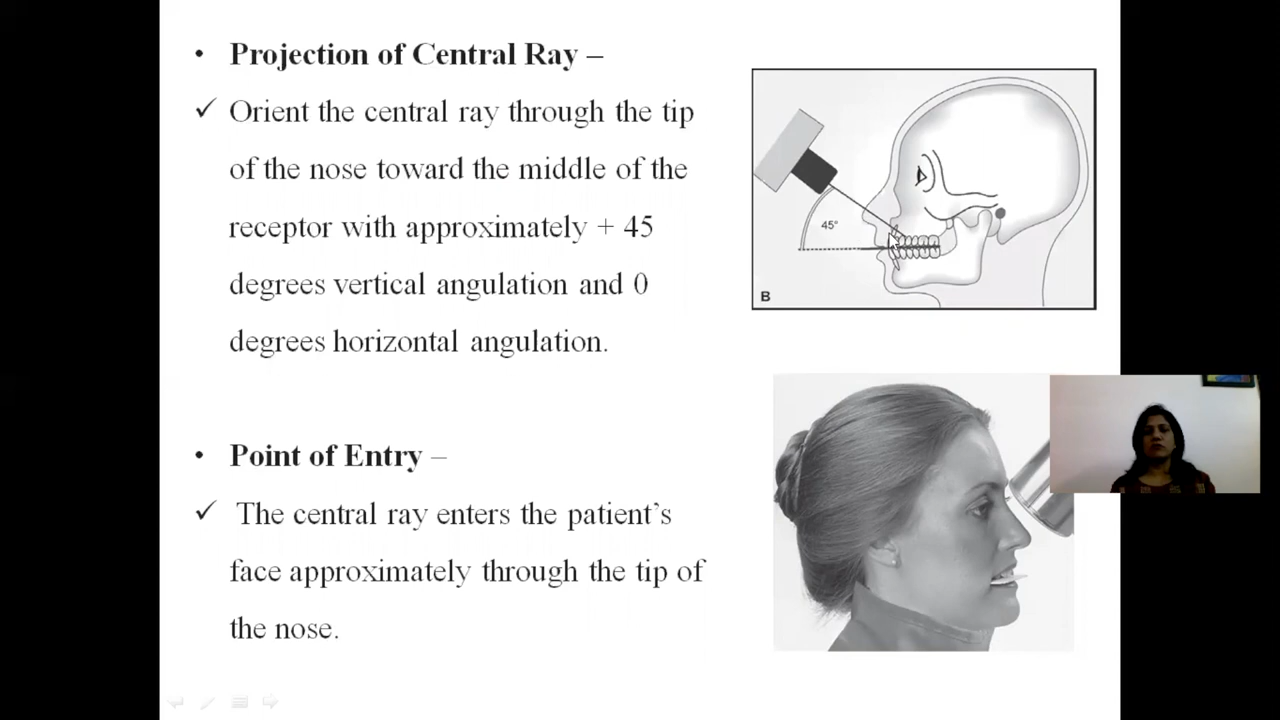 • Projection of Central Ray –
✓ Orient the central ray through the tip
of the nose toward the middle of the
receptor with approximately + 45
degrees vertical angulation and 0
degrees horizontal angulation.
45°
B
• Point of Entry –
✓ The central ray enters the patient’s
face approximately through the tip of
the nose.